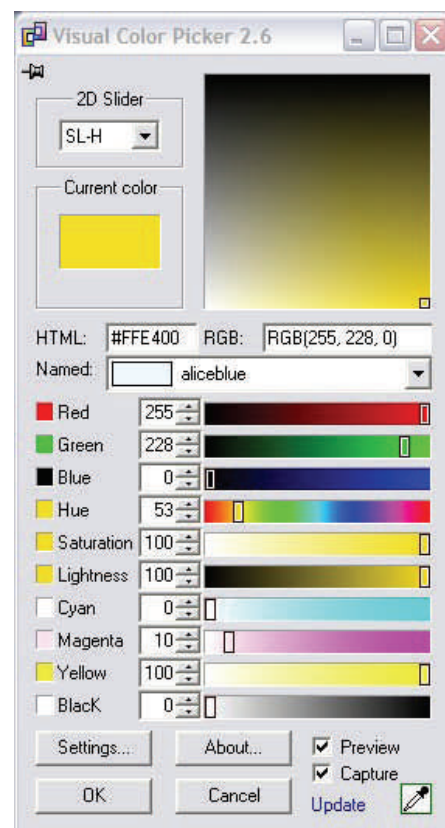 Visual Color Picker 2.6
2D Slider
SL-H
Current color
HTML: #FFE400 RGB: RGB(255, 228, 0)
Named: aliceblue
Red 255
Green 228
Blue 0
Hue 53
Saturation 100
Lightness 100
Cyan 0
Magenta 10
Yellow 100
BlacK 0
Settings... About... Preview
Capture
OK Cancel Update